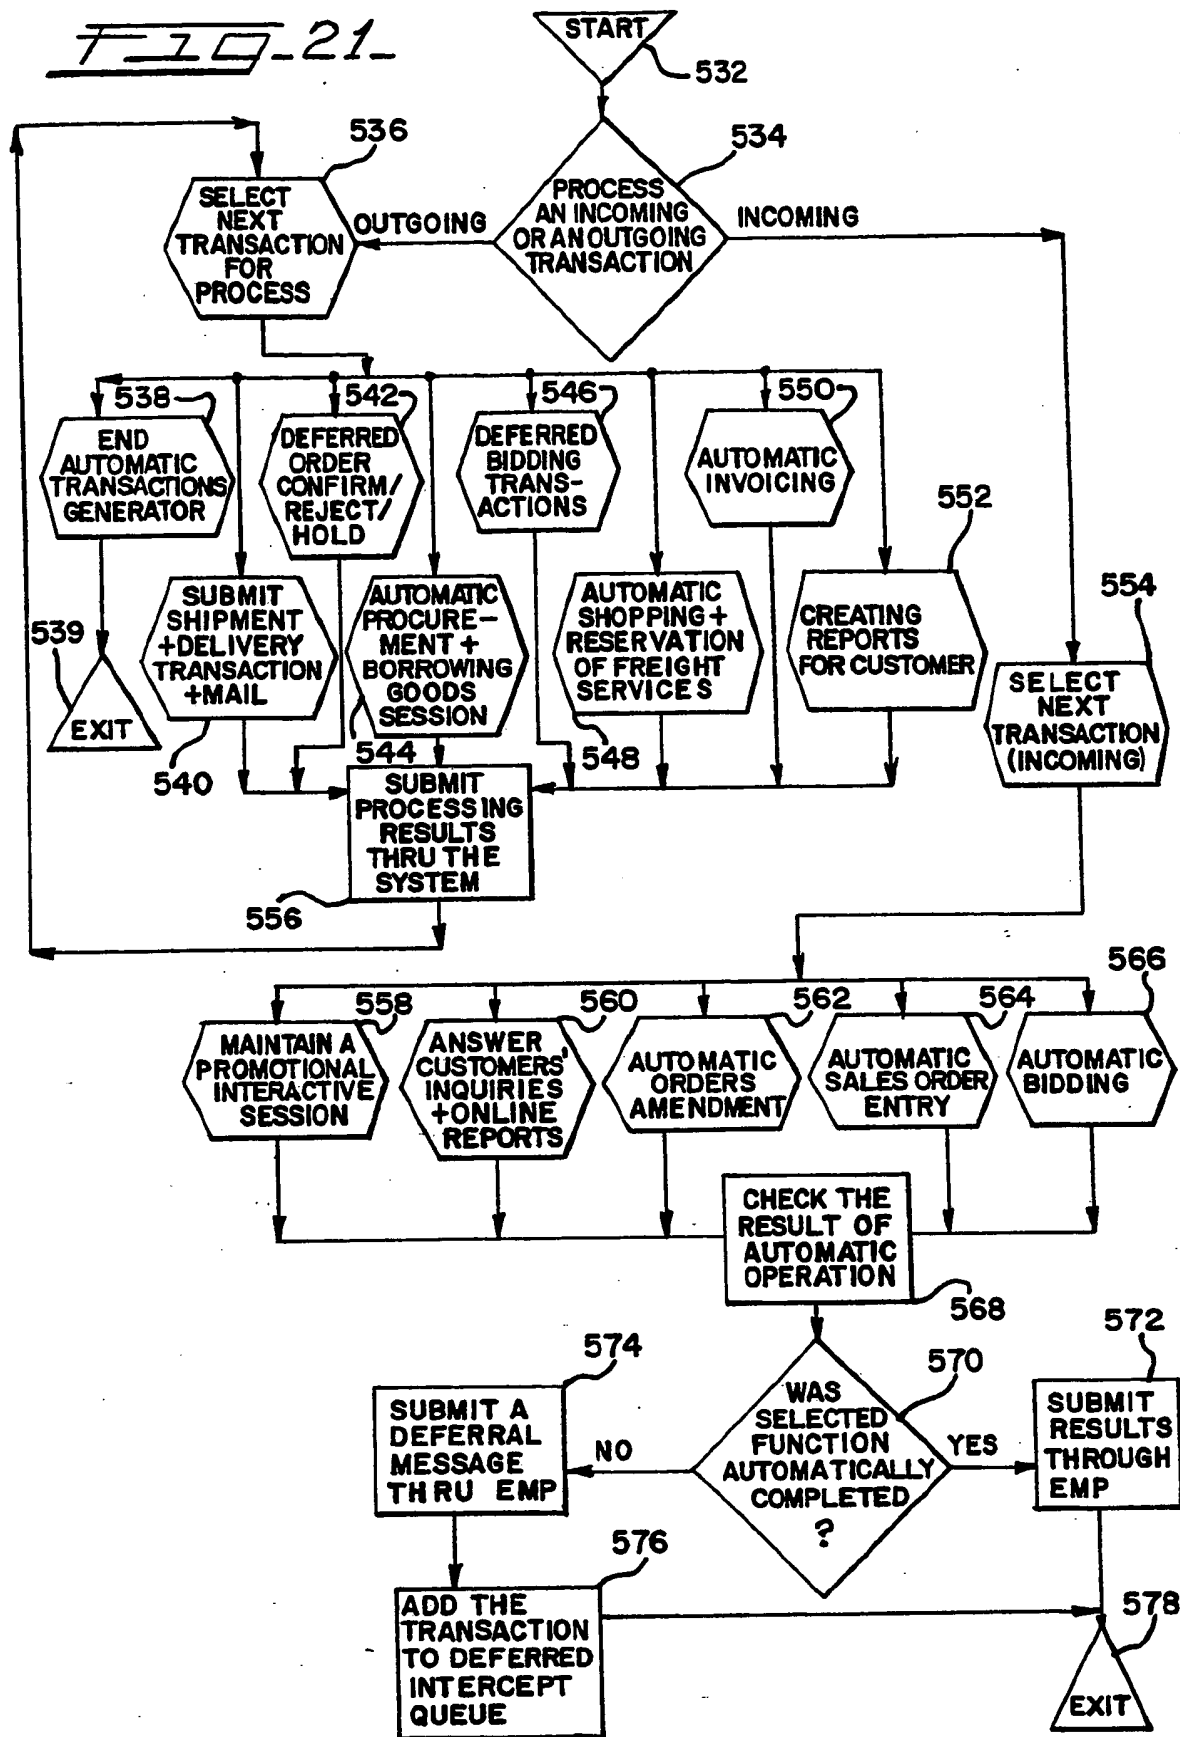 Fig-21-
START
532
534
PROCESS
AN INCOMING
OR AN OUTGOING
TRANSACTION
OUTGOING
INCOMING
536
SELECT
NEXT
TRANSACTION
FOR
PROCESS
538
END
AUTOMATIC
TRANSACTIONS
GENERATOR
539
EXIT
SUBMIT
SHIPMENT
+DELIVERY
TRANSACTION
+MAIL
540
542
DEFERRED
ORDER
CONFIRM/
REJECT/
HOLD
AUTOMATIC
PROCURE-
MENT +
BORROWING
GOODS
SESSION
544
546
DEFERRED
BIDDING
TRANS-
ACTIONS
AUTOMATIC
SHOPPING +
RESERVATION
OF FREIGHT
SERVICES
548
550
AUTOMATIC
INVOICING
552
CREATING
REPORTS
FOR CUSTOMER
554
SELECT
NEXT
TRANSACTION
(INCOMING)
SUBMIT
PROCESSING
RESULTS
THRU THE
SYSTEM
556
558
MAINTAIN A
PROMOTIONAL
INTERACTIVE
SESSION
560
ANSWER
CUSTOMERS'
INQUIRIES
+ONLINE
REPORTS
562
AUTOMATIC
ORDERS
AMENDMENT
564
AUTOMATIC
SALES ORDER
ENTRY
566
AUTOMATIC
BIDDING
CHECK THE
RESULT OF
AUTOMATIC
OPERATION
568
570
WAS
SELECTED
FUNCTION
AUTOMATICALLY
COMPLETED
?
NO
YES
572
SUBMIT
RESULTS
THROUGH
EMP
574
SUBMIT A
DEFERRAL
MESSAGE
THRU EMP
576
ADD THE
TRANSACTION
TO DEFERRED
INTERCEPT
QUEUE
578
EXIT